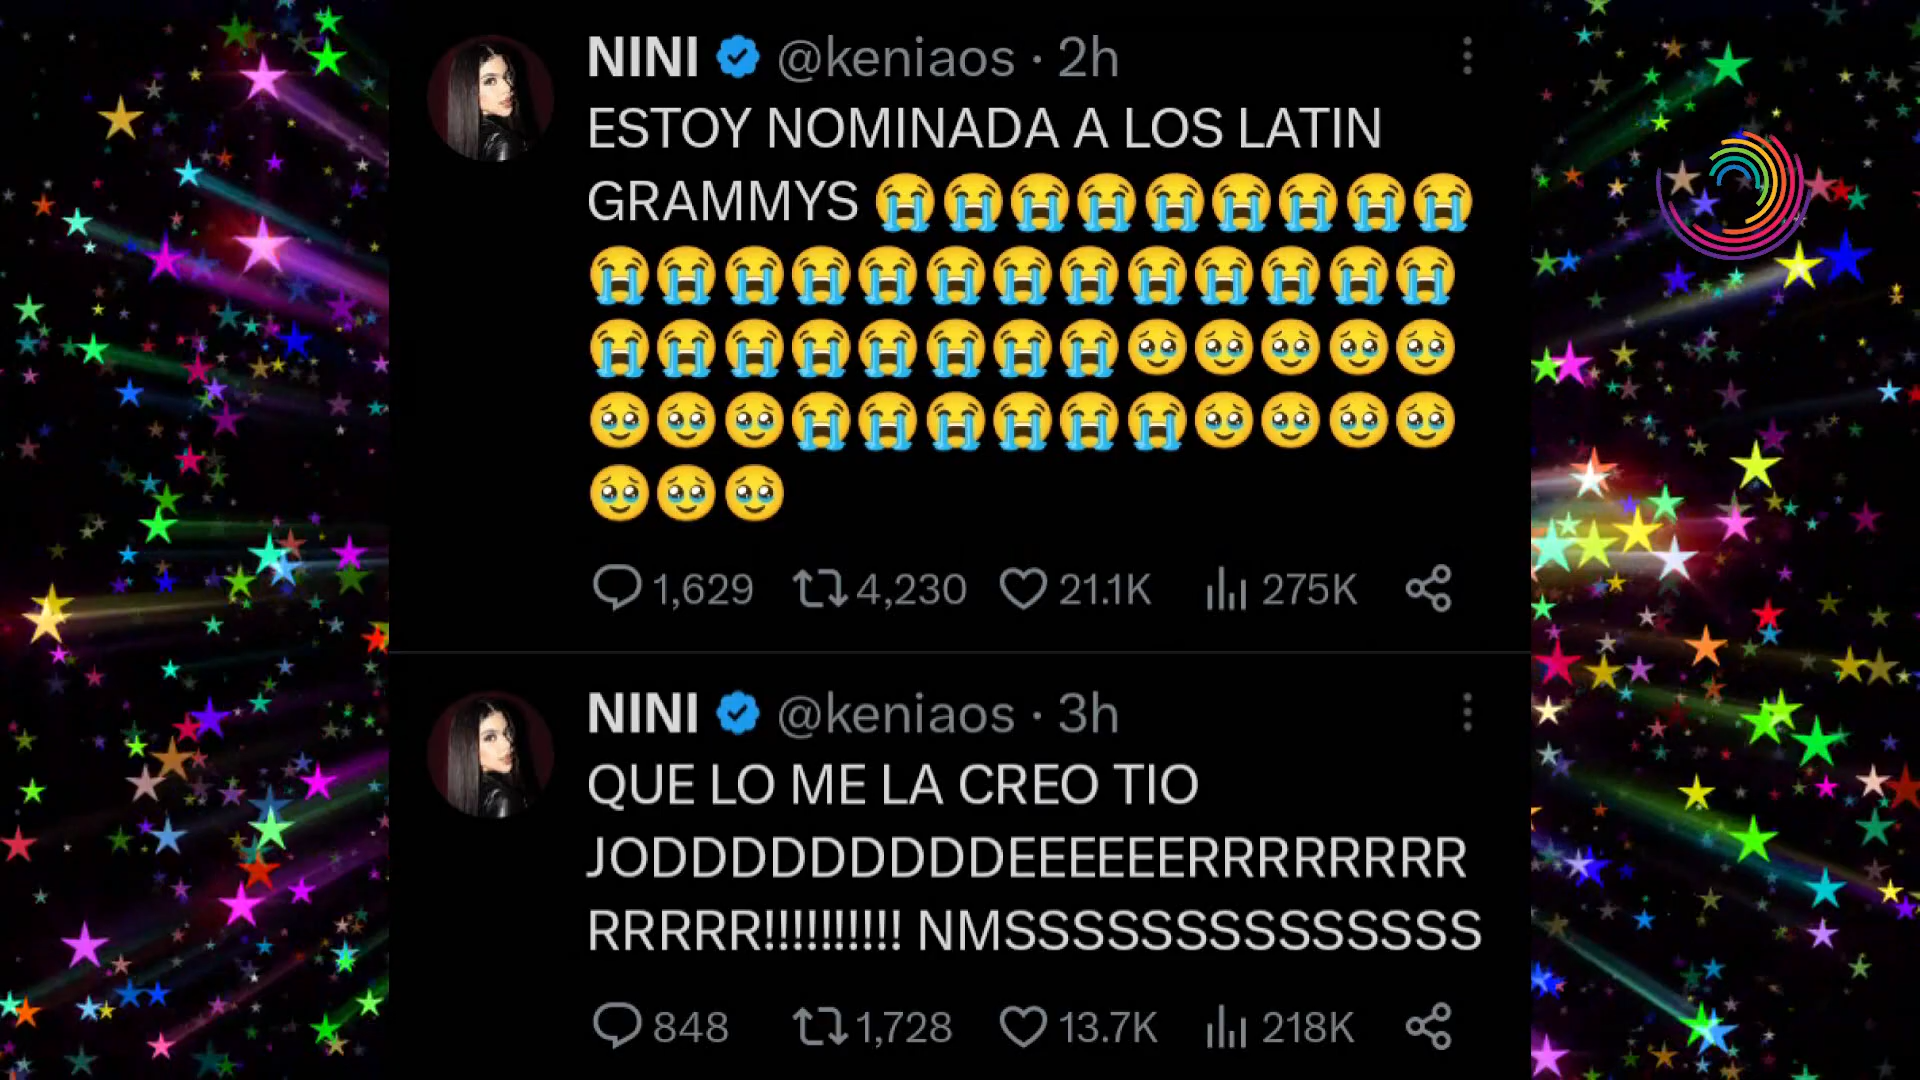 NINI @keniaos · 2h
ESTOY NOMINADA A LOS LATIN
GRAMMYS 😭😭😭😭😭😭😭😭😭
😭😭😭😭😭😭😭😭😭😭😭😭😭
😭😭😭😭😭😭😭😭🥹🥹🥹🥹🥹
🥹🥹🥹😭😭😭😭😭😭🥹🥹🥹🥹
🥹🥹🥹
1,629 4,230 21.1K 275K
NINI @keniaos · 3h
QUE LO ME LA CREO TIO
JODDDDDDDDDEEEEEERRRRRRRR
RRRRR!!!!!!!!!! NMSSSSSSSSSSSSSS
848 1,728 13.7K 218K